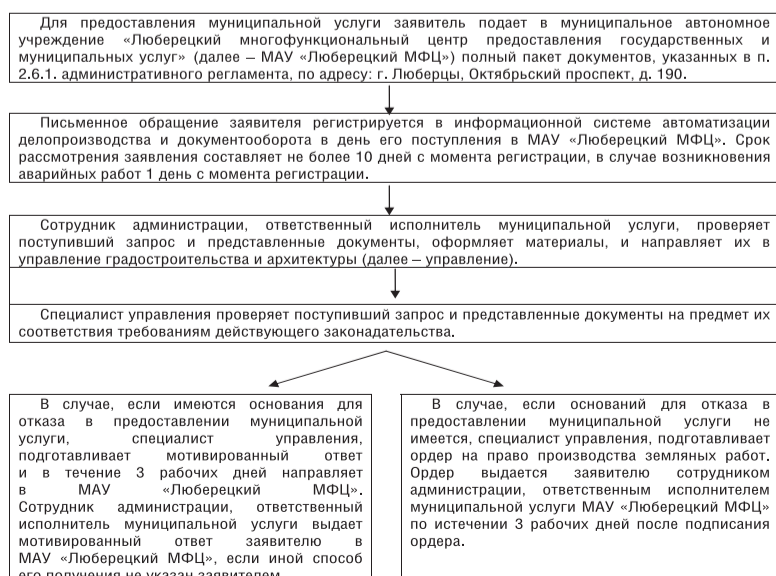 Для предоставления муниципальной услуги заявитель подает в муниципальное автономное
учреждение «Люберецкий многофункциональный центр предоставления государственных и
муниципальных услуг» (далее – МАУ «Люберецкий МФЦ») полный пакет документов, указанных в п.
2.6.1. административного регламента, по адресу: г. Люберцы, Октябрьский проспект, д. 190.
Письменное обращение заявителя регистрируется в информационной системе автоматизации
делопроизводства и документооборота в день его поступления в МАУ «Люберецкий МФЦ». Срок
рассмотрения заявления составляет не более 10 дней с момента регистрации, в случае возникновения
аварийных работ 1 день с момента регистрации.
Сотрудник администрации, ответственный исполнитель муниципальной услуги, проверяет
поступивший запрос и представленные документы, оформляет материалы, и направляет их в
управление градостроительства и архитектуры (далее – управление).
Специалист управления проверяет поступивший запрос и представленные документы на предмет их
соответствия требованиям действующего законадательства.
В случае, если имеются основания для
отказа в предоставлении муниципальной
услуги, специалист управления,
подготавливает мотивированный ответ
и в течение 3 рабочих дней направляет
в МАУ «Люберецкий МФЦ».
Сотрудник администрации, ответственный
исполнитель муниципальной услуги выдает
мотивированный ответ заявителю в
МАУ «Люберецкий МФЦ», если иной способ
его получения не указан заявителем.
В случае, если оснований для отказа в
предоставлении муниципальной услуги не
имеется, специалист управления, подготавливает
ордер на право производства земляных работ.
Ордер выдается заявителю сотрудником
администрации, ответственным исполнителем
муниципальной услуги МАУ «Люберецкий МФЦ»
по истечении 3 рабочих дней после подписания
ордера.